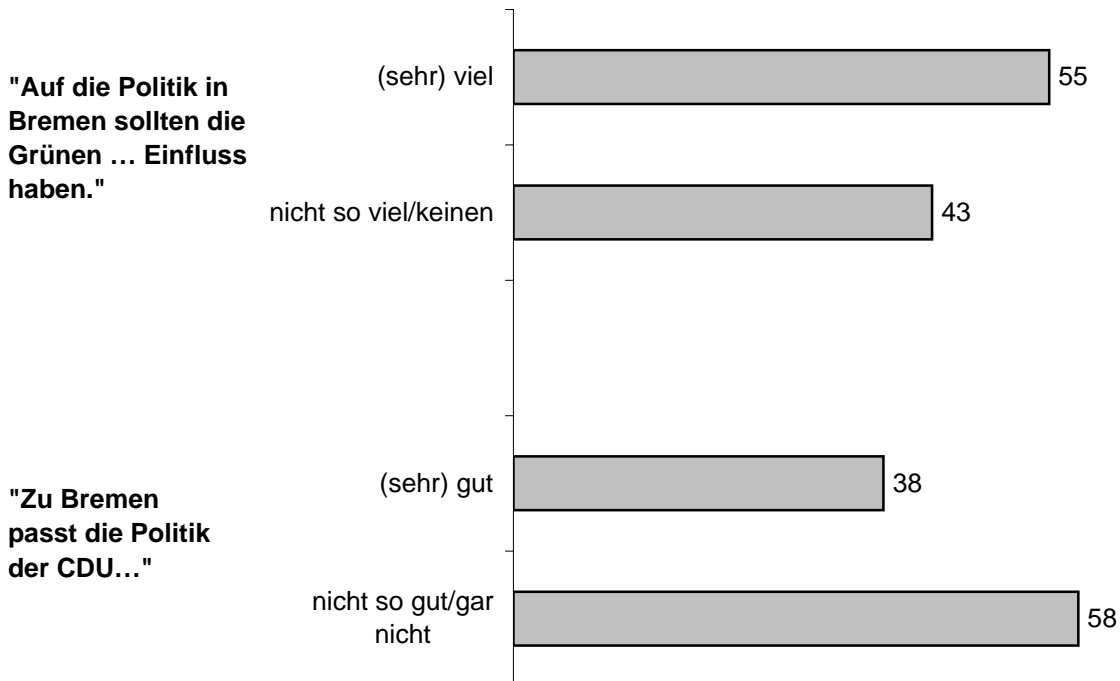 "Auf die Politik in
Bremen sollten die
Grünen … Einfluss
haben."
(sehr) viel
55
nicht so viel/keinen
43
"Zu Bremen
passt die Politik
der CDU…"
(sehr) gut
38
nicht so gut/gar
nicht
58